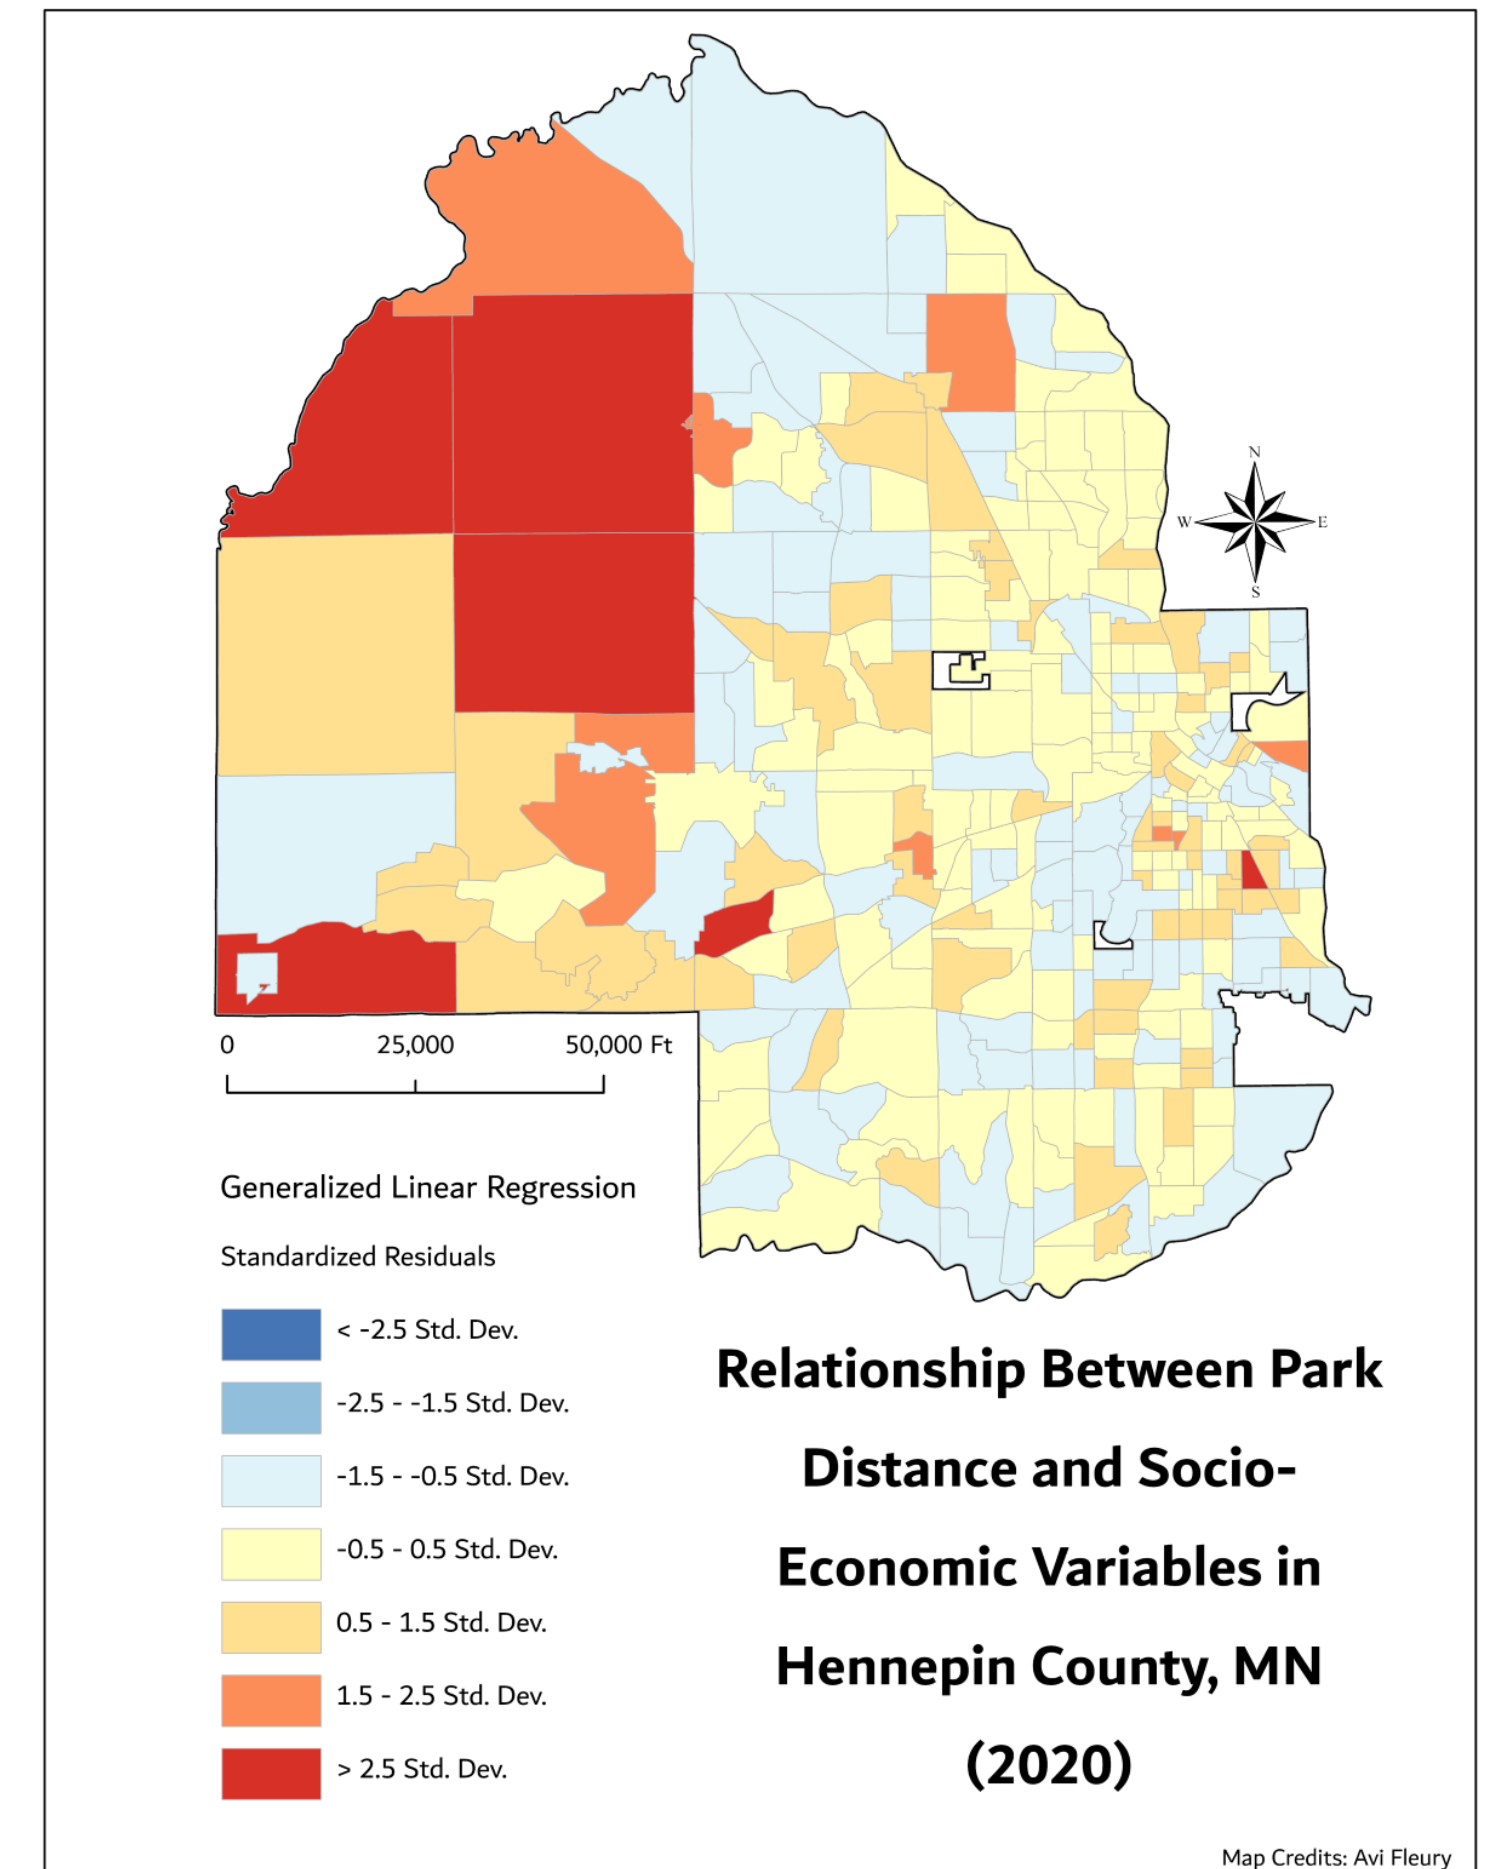 N
W E
S
0 25,000 50,000 Ft
Generalized Linear Regression
Standardized Residuals
< -2.5 Std. Dev.
-2.5 - -1.5 Std. Dev.
-1.5 - -0.5 Std. Dev.
-0.5 - 0.5 Std. Dev.
0.5 - 1.5 Std. Dev.
1.5 - 2.5 Std. Dev.
> 2.5 Std. Dev.
Relationship Between Park
Distance and Socio-
Economic Variables in
Hennepin County, MN
(2020)
Map Credits: Avi Fleury